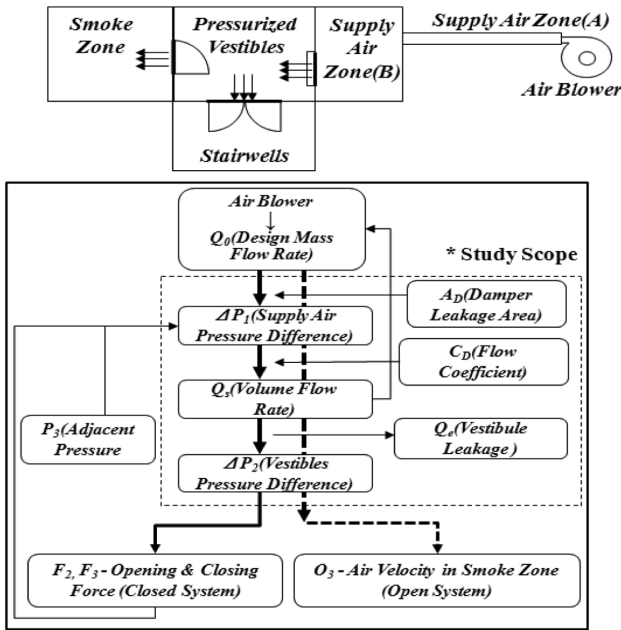 Smoke
Zone
Pressurized
Vestibles
Supply
Air
Zone(B)
Supply Air Zone(A)
Air Blower
Stairwells
Air Blower
↓
Q0(Design Mass
Flow Rate)
* Study Scope
AD(Damper
Leakage Area)
ΔP1(Supply Air
Pressure Difference)
CD(Flow
Coefficient)
Qs(Volume Flow
Rate)
P3(Adjacent
Pressure
Qe(Vestibule
Leakage )
ΔP2(Vestibles
Pressure Difference)
F2, F3 - Opening & Closing
Force (Closed System)
O3 - Air Velocity in Smoke Zone
(Open System)